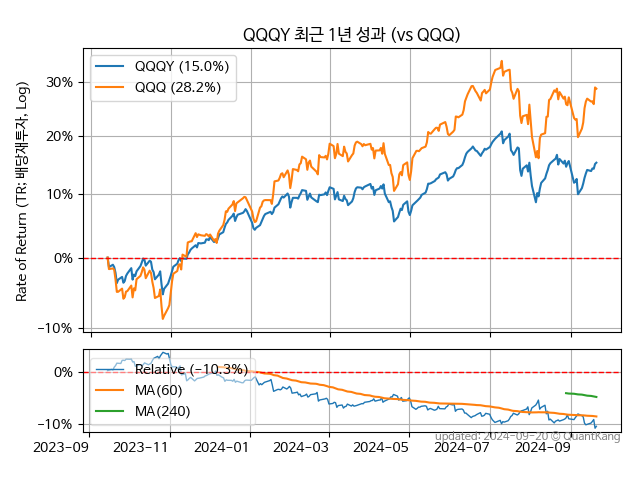 QQQY 최근 1년 성과 (vs QQQ)
Rate of Return (TR: 배당재투자, Log)
QQQY (15.0%)
QQQ (28.2%)
30%
20%
10%
0%
−10%
Relative (−10.3%)
MA(60)
MA(240)
0%
−10%
2023−09
2023−11
2024−01
2024−03
2024−05
2024−07
2024−09
updated: 2024−09−20 © QuantKang